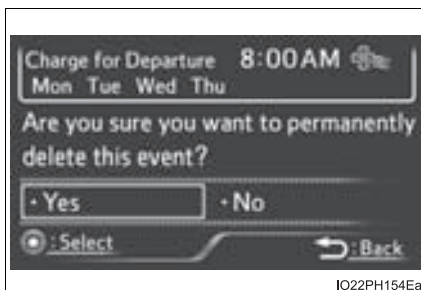 Charge for Departure 8:00AM
Mon Tue Wed Thu
Are you sure you want to permanently
delete this event?
・Yes ・No
:Select :Back
IO22PH154Ea